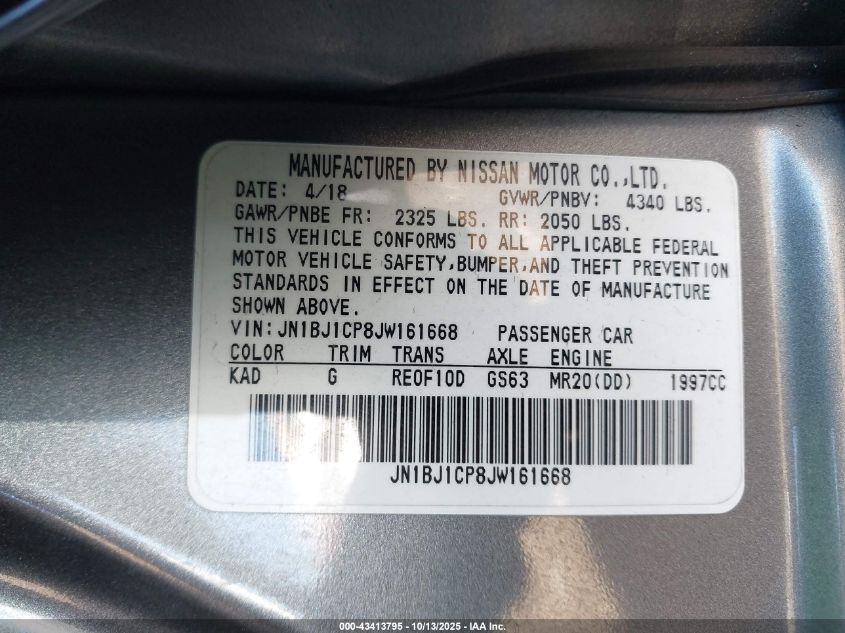 MANUFACTURED BY NISSAN MOTOR CO.,LTD.
DATE: 4/18 GVWR/PNBV: 4340 LBS.
GAWR/PNBE FR: 2325 LBS. RR: 2050 LBS.
THIS VEHICLE CONFORMS TO ALL APPLICABLE FEDERAL
MOTOR VEHICLE SAFETY,BUMPER,AND THEFT PREVENTION
STANDARDS IN EFFECT ON THE DATE OF MANUFACTURE
SHOWN ABOVE.
VIN:JN1BJ1CP8JW161668 PASSENGER CAR
COLOR TRIM TRANS AXLE ENGINE
KAD G RE0F10D GS63 MR20(DD) 1997CC
JN1BJ1CP8JW161668
000-43413795 - 10/13/2025 - IAA Inc.